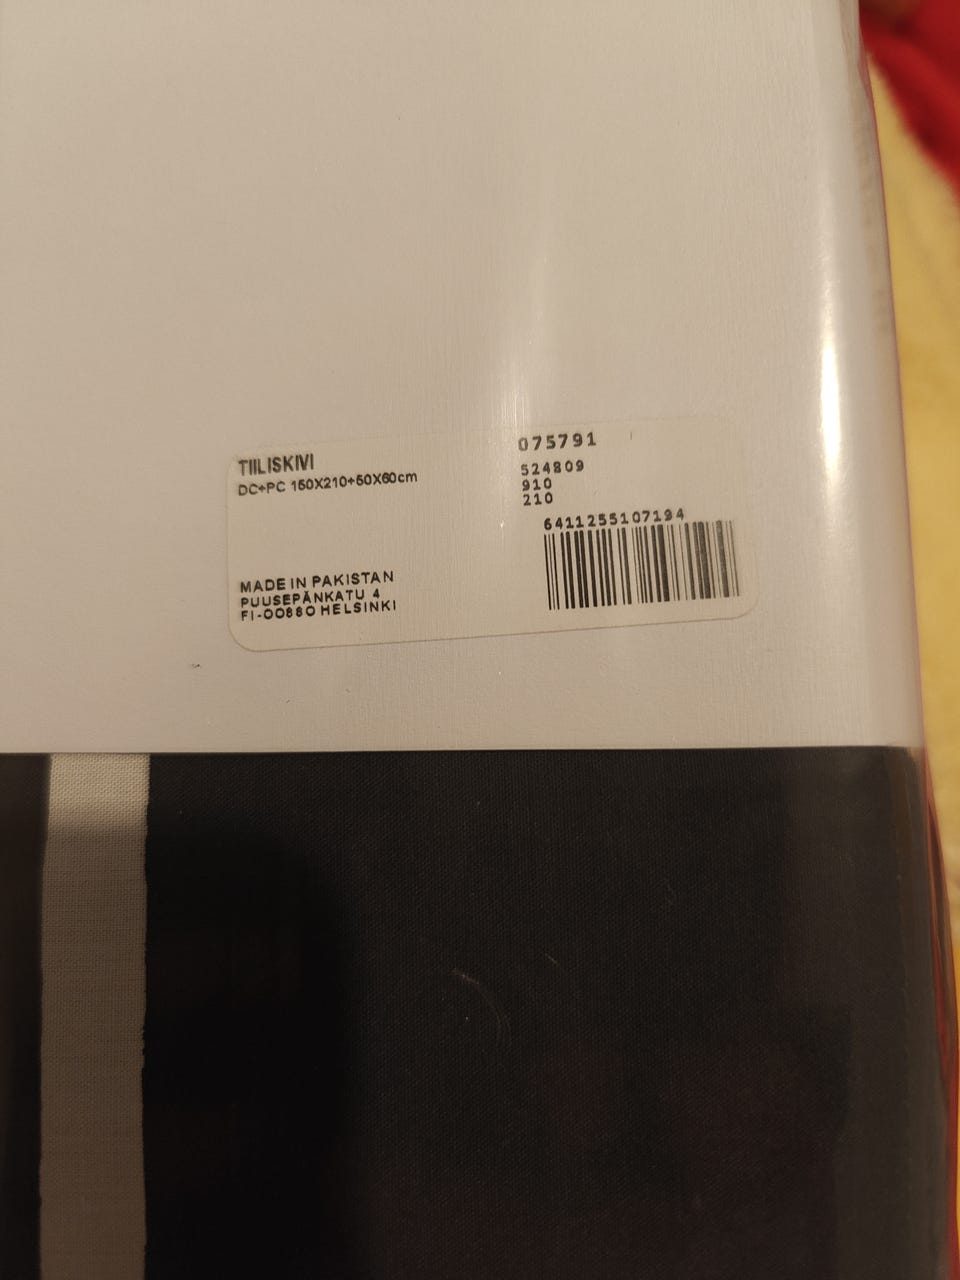 TIILISKIVI
DC+PC 150X210+50X60cm
MADE IN PAKISTAN
PUUSEPÄNKATU 4
FI-00880 HELSINKI
075791
524809
910
210
6411255107194